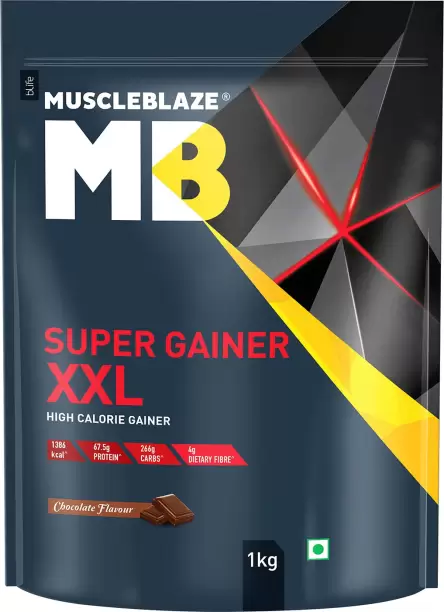 bLife
MUSCLEBLAZE®
MB
SUPER GAINER
XXL
HIGH CALORIE GAINER
1386 kcal* 67.5g PROTEIN* 266g CARBS* 4g DIETARY FIBRE*
Chocolate Flavour
1kg